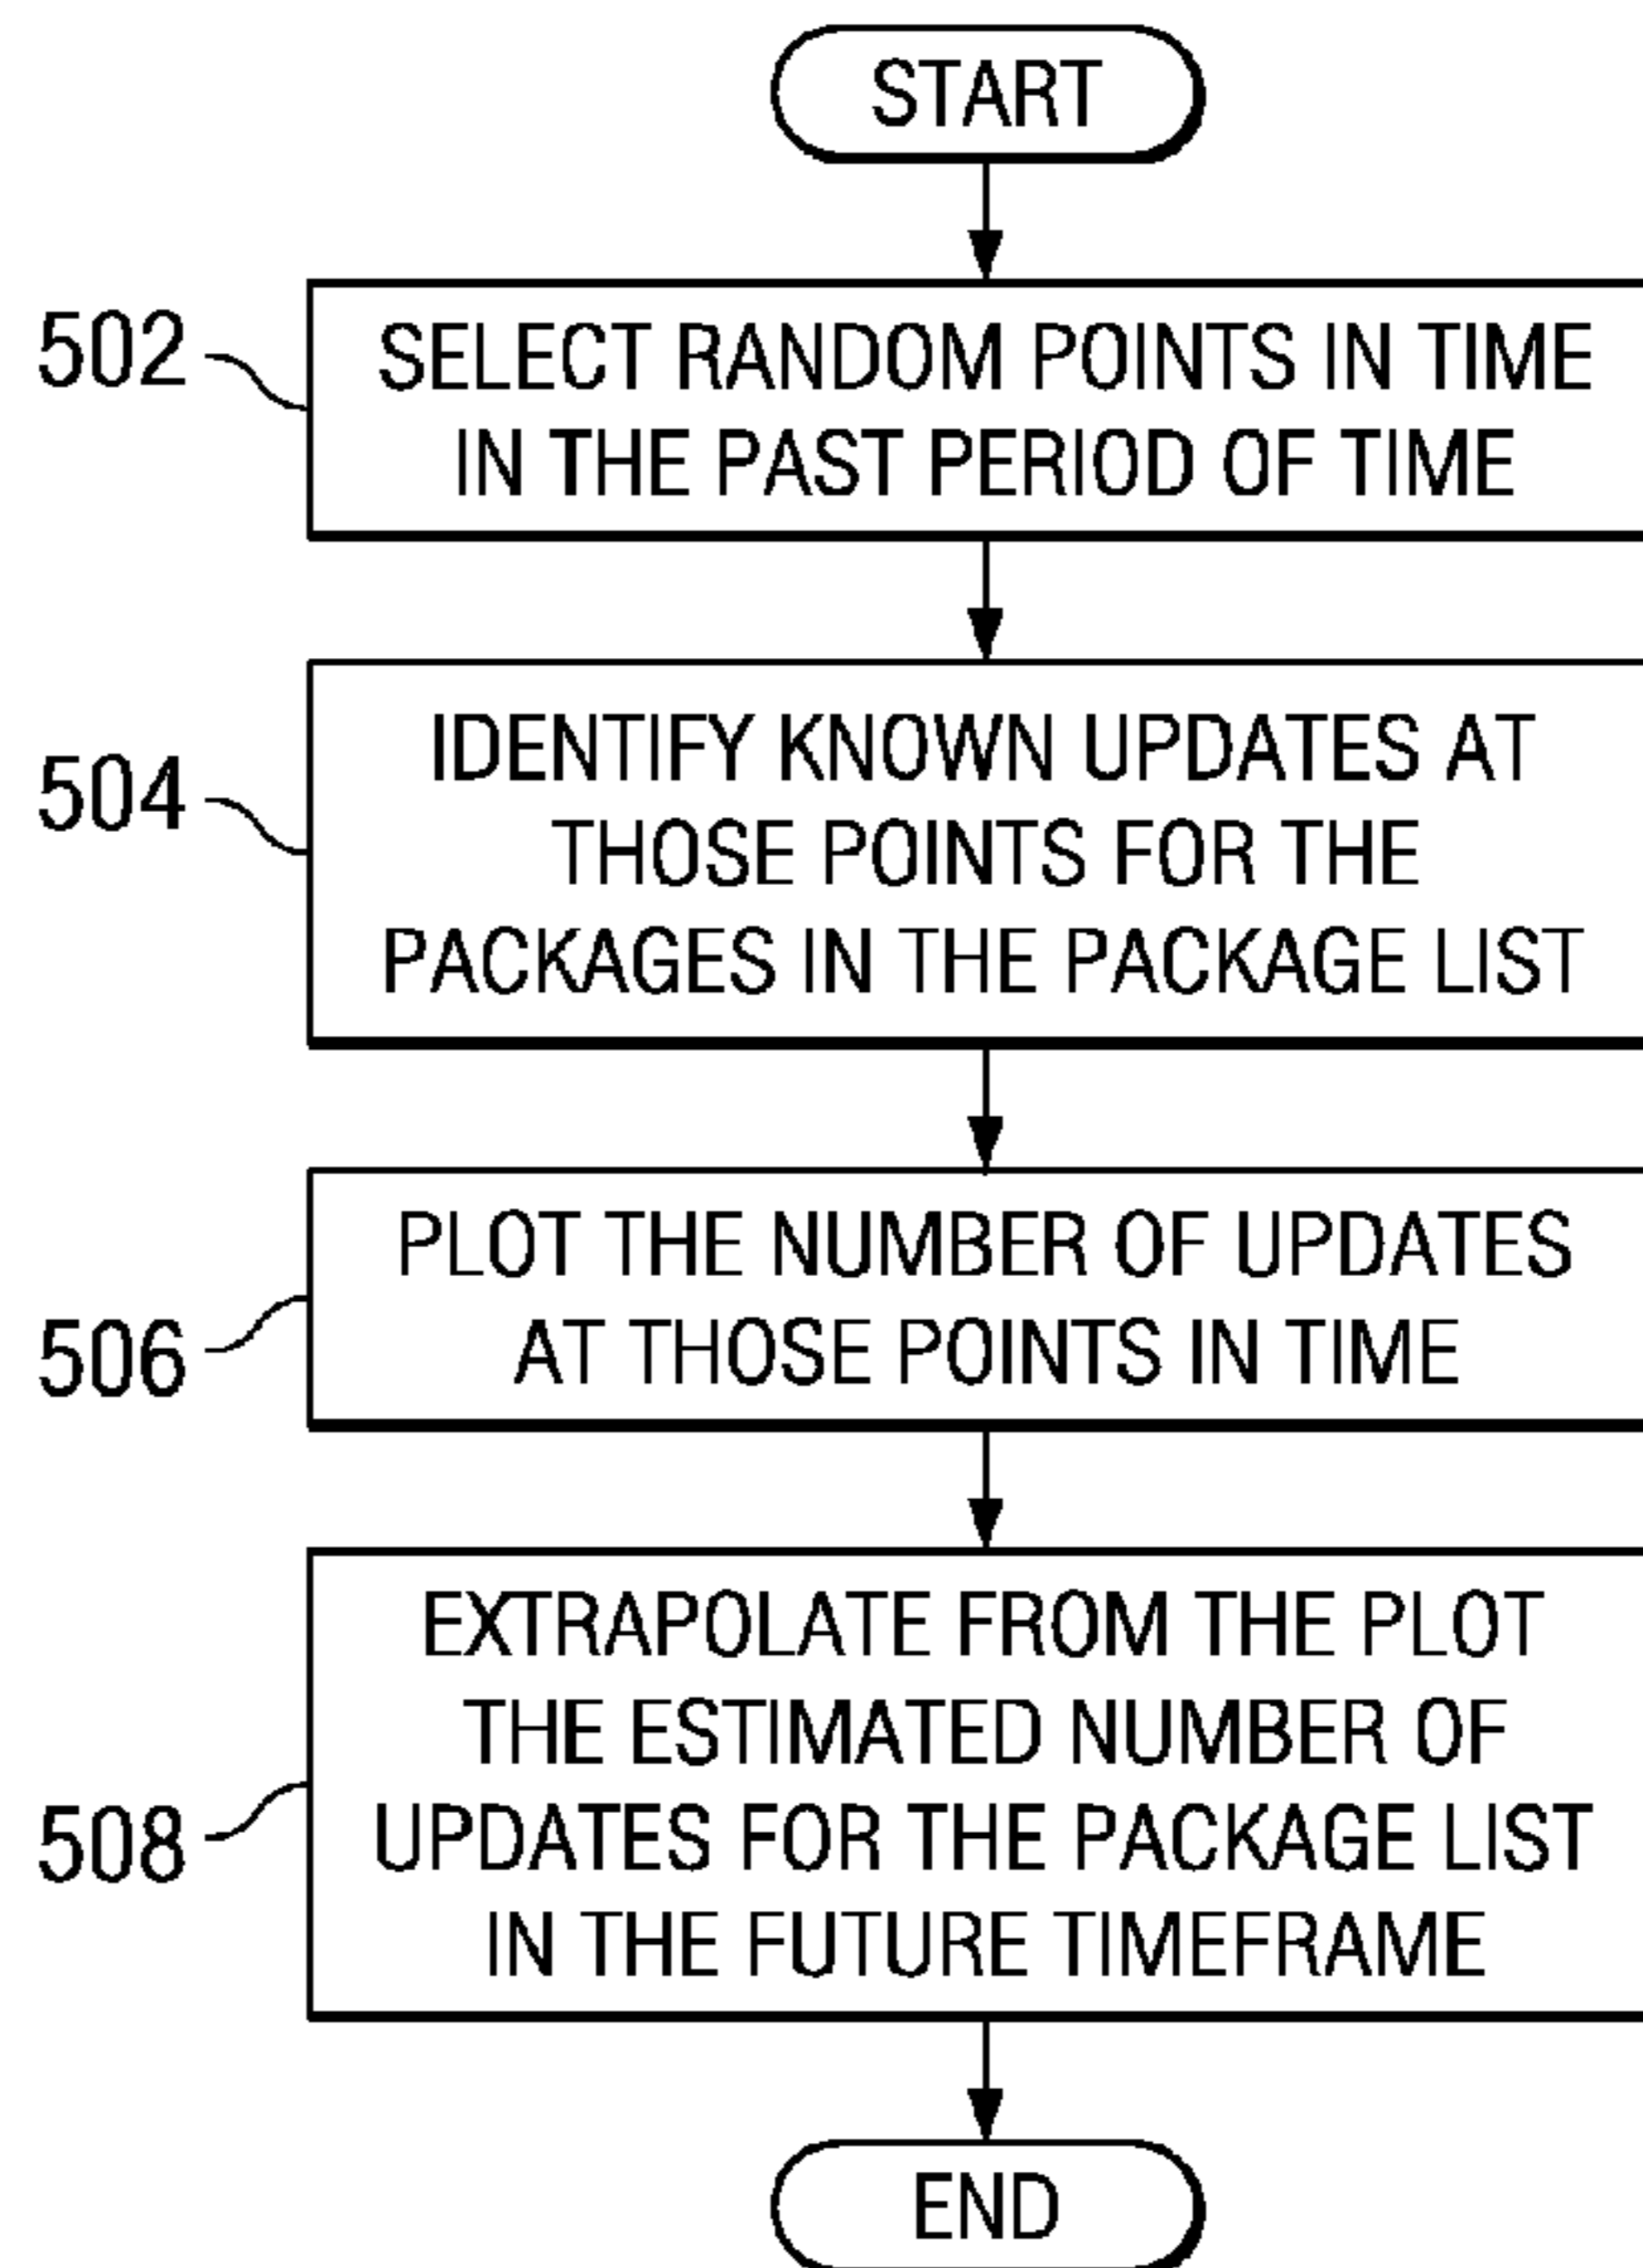 START
502
SELECT RANDOM POINTS IN TIME
IN THE PAST PERIOD OF TIME
504
IDENTIFY KNOWN UPDATES AT
THOSE POINTS FOR THE
PACKAGES IN THE PACKAGE LIST
506
PLOT THE NUMBER OF UPDATES
AT THOSE POINTS IN TIME
508
EXTRAPOLATE FROM THE PLOT
THE ESTIMATED NUMBER OF
UPDATES FOR THE PACKAGE LIST
IN THE FUTURE TIMEFRAME
END